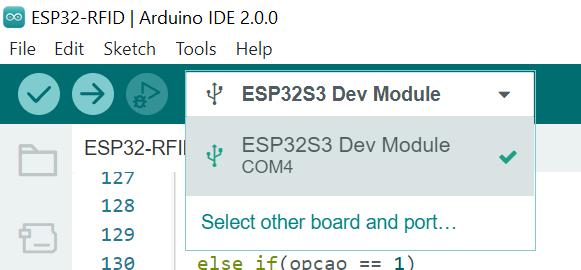 ESP32-RFID | Arduino IDE 2.0.0
File Edit Sketch Tools Help
ESP32S3 Dev Module
ESP32S3 Dev Module
COM4
ESP32-RFI
Select other board and port...
127
128
129
130 else if(opcao == 1)